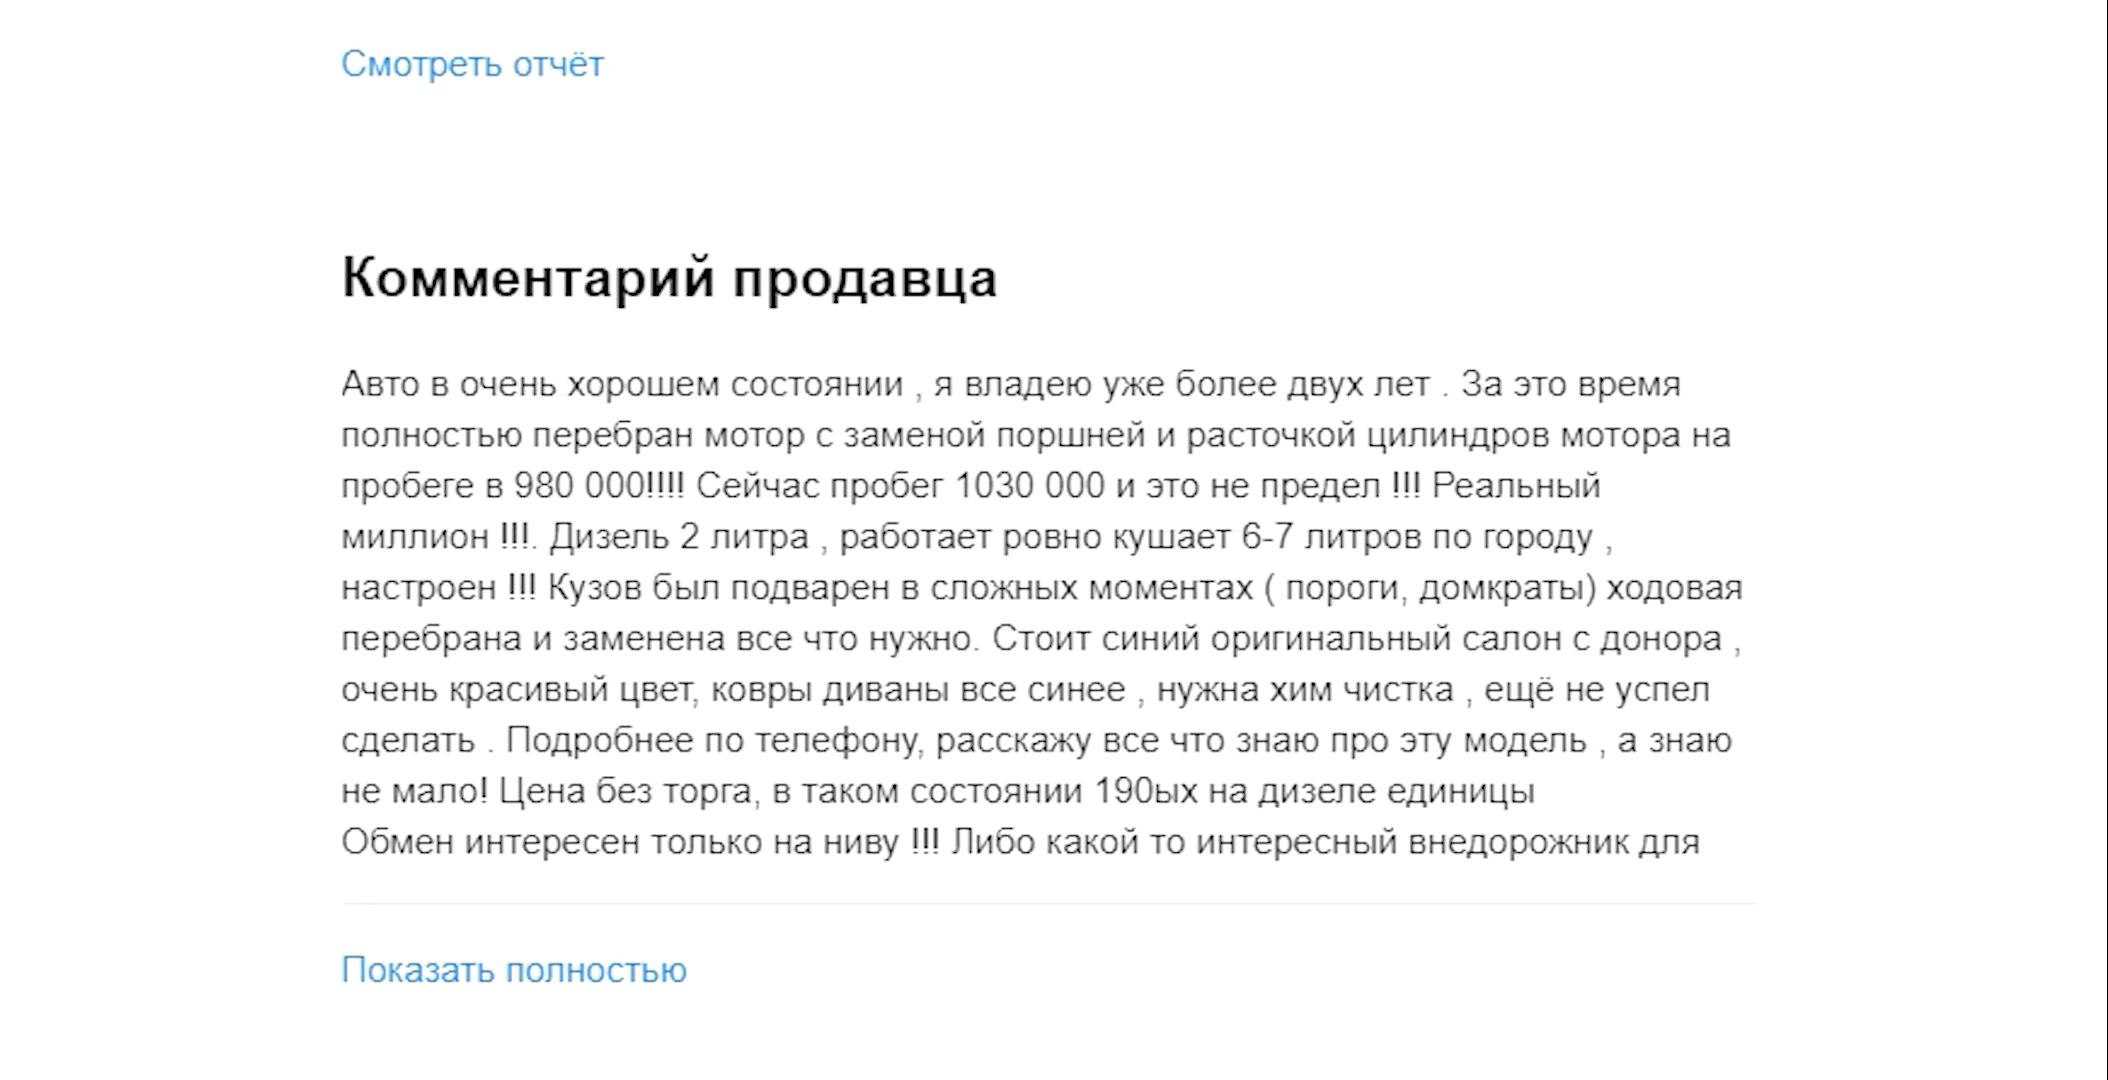 Смотреть отчёт
Комментарий продавца
Авто в очень хорошем состоянии , я владею уже более двух лет . За это время
полностью перебран мотор с заменой поршней и расточкой цилиндров мотора на
пробеге в 980 000!!!! Сейчас пробег 1030 000 и это не предел !!! Реальный
миллион !!!. Дизель 2 литра , работает ровно кушает 6-7 литров по городу ,
настроен !!! Кузов был подварен в сложных моментах ( пороги, домкраты) ходовая
перебрана и заменена все что нужно. Стоит синий оригинальный салон с донора ,
очень красивый цвет, ковры диваны все синее , нужна хим чистка , ещё не успел
сделать . Подробнее по телефону, расскажу все что знаю про эту модель , а знаю
не мало! Цена без торга, в таком состоянии 190ых на дизеле единицы
Обмен интересен только на ниву !!! Либо какой то интересный внедорожник для
Показать полностью